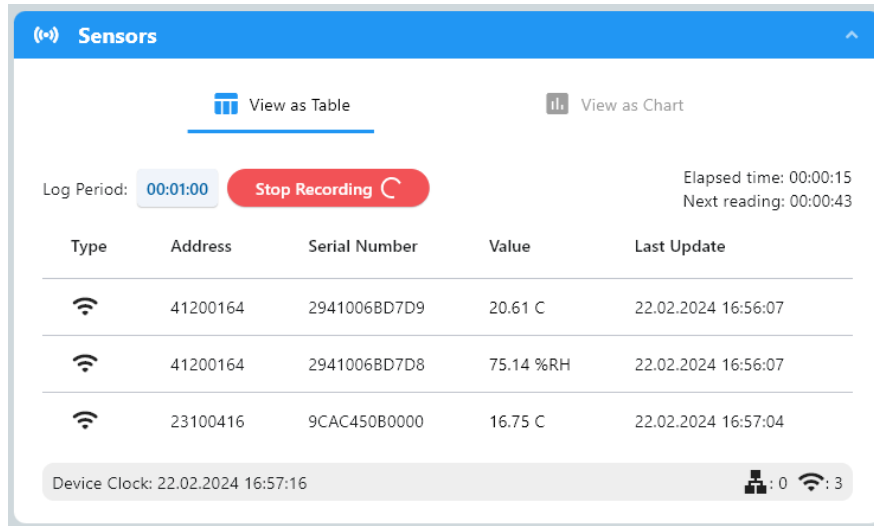 Sensors
View as Table
View as Chart
Log Period: 00:01:00 Stop Recording
Elapsed time: 00:00:15
Next reading: 00:00:43
Type Address Serial Number Value Last Update
41200164 2941006BD7D9 20.61 C 22.02.2024 16:56:07
41200164 2941006BD7D8 75.14 %RH 22.02.2024 16:56:07
23100416 9CAC450B0000 16.75 C 22.02.2024 16:57:04
Device Clock: 22.02.2024 16:57:16 : 0 : 3